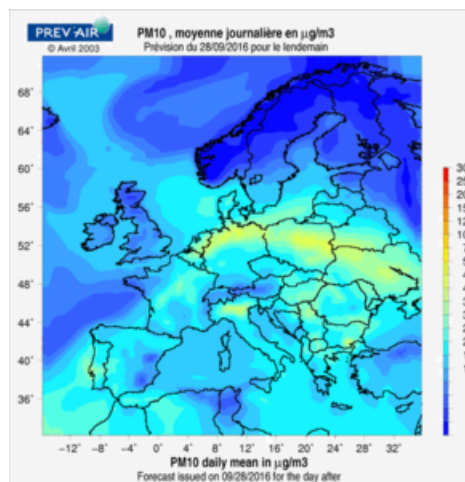 PREV'AIR
© Avril 2003
PM10 , moyenne journalière en µg/m3
Prévision du 28/09/2016 pour le lendemain
68°
64°
60°
56°
52°
48°
44°
40°
36°
−12° −8° −4° 0° 4° 8° 12° 16° 20° 24° 28° 32°
PM10 daily mean in µg/m3
Forecast issued on 09/28/2016 for the day after